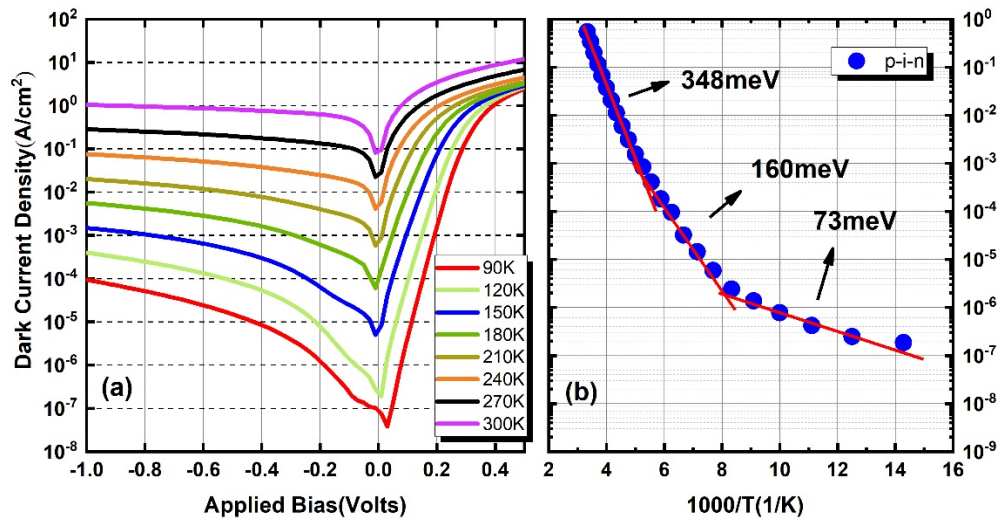 Dark Current Density(A/cm2)
10^2
10^1
10^0
10^-1
10^-2
10^-3
10^-4
10^-5
10^-6
10^-7
10^-8
90K
120K
150K
180K
210K
240K
270K
300K
(a)
-1.0 -0.8 -0.6 -0.4 -0.2 0.0 0.2 0.4
Applied Bias(Volts)
p-i-n
348meV
160meV
73meV
(b)
10^0
10^-1
10^-2
10^-3
10^-4
10^-5
10^-6
10^-7
10^-8
10^-9
2 4 6 8 10 12 14 16
1000/T(1/K)